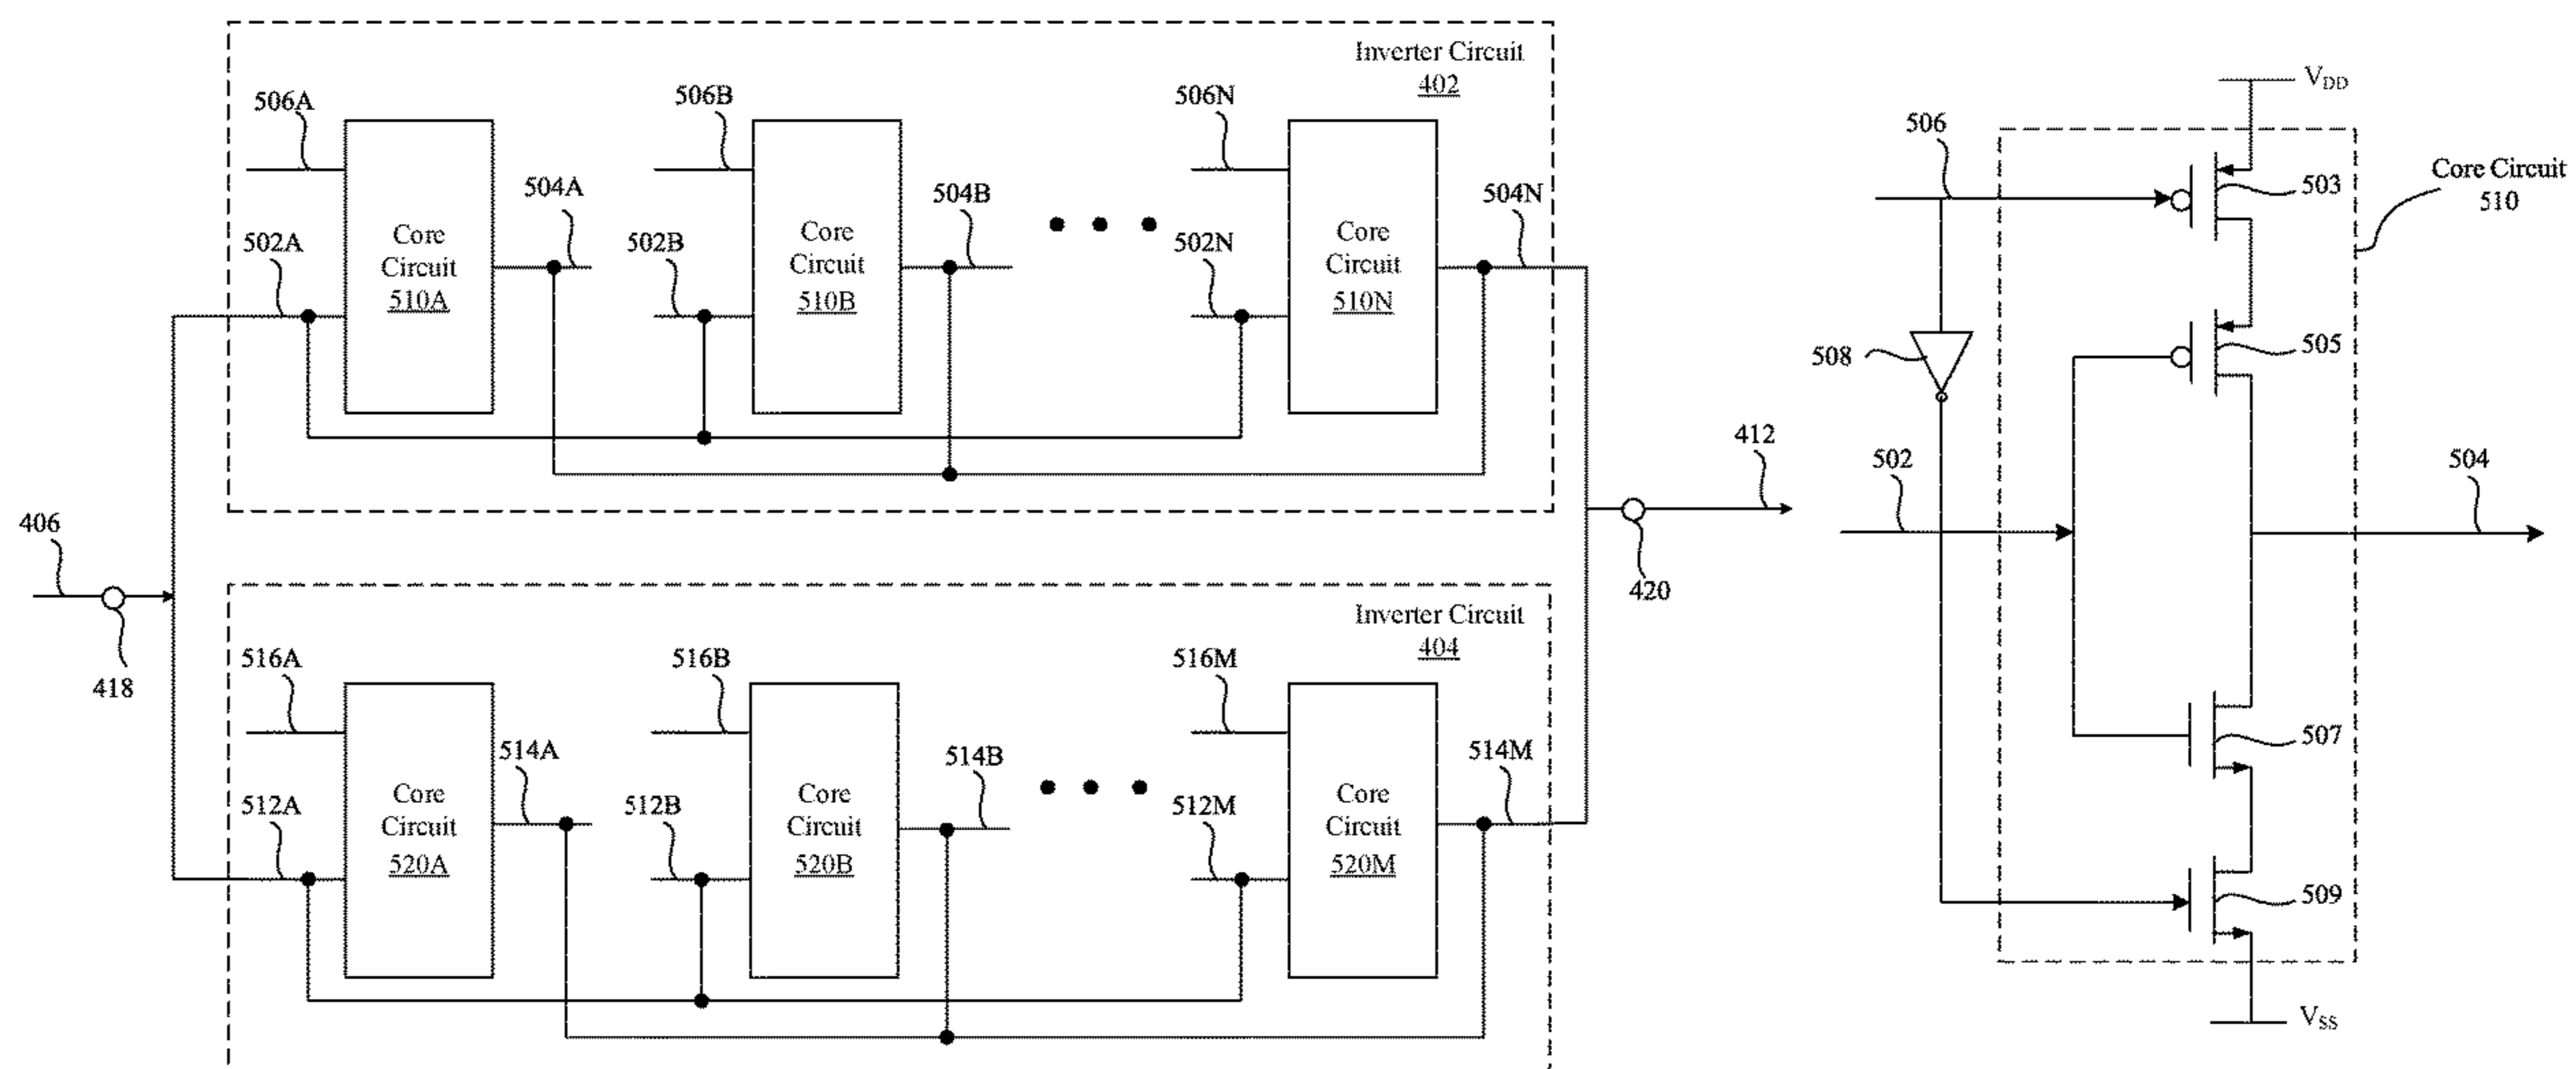 Inverter Circuit
402
506A
506B
506N
504A
504B
504N
502A
502B
502N
Core
Circuit
510A
Core
Circuit
510B
Core
Circuit
510N
406
418
412
420
Inverter Circuit
404
516A
516B
516M
514A
514B
514M
512A
512B
512M
Core
Circuit
520A
Core
Circuit
520B
Core
Circuit
520M
VDD
506
503
Core Circuit
510
508
505
502
504
507
509
VSS